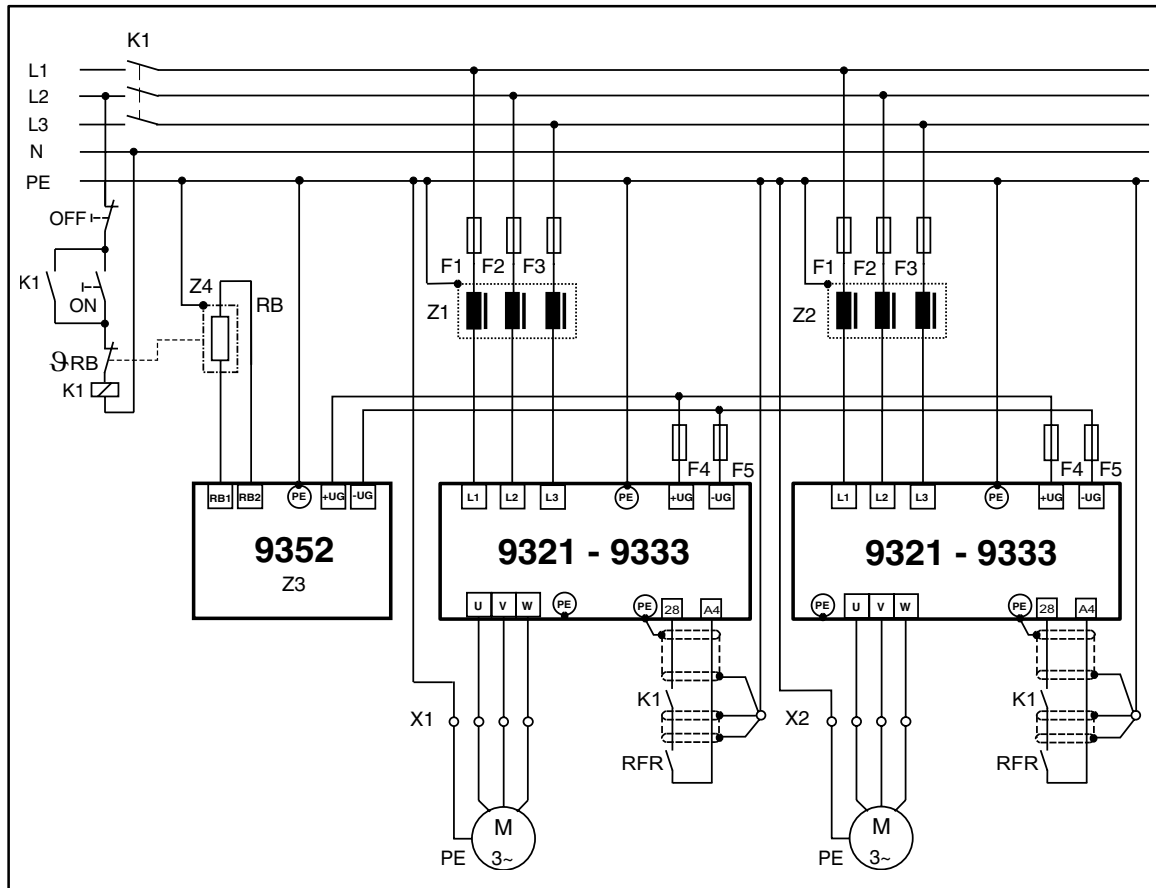 K1
L1
L2
L3
N
PE
OFF
K1
ON
Z4
RB
F1 F2 F3
F1 F2 F3
Z1
Z2
ϑRB
K1
F4 F5
F4 F5
RB1 RB2 PE +UG -UG
L1 L2 L3 PE +UG -UG
L1 L2 L3 PE +UG -UG
9352
Z3
9321 - 9333
9321 - 9333
U V W PE PE 28 A4
PE U V W PE 28 A4
K1
K1
X1
X2
RFR
RFR
M
3~
PE
M
3~
PE